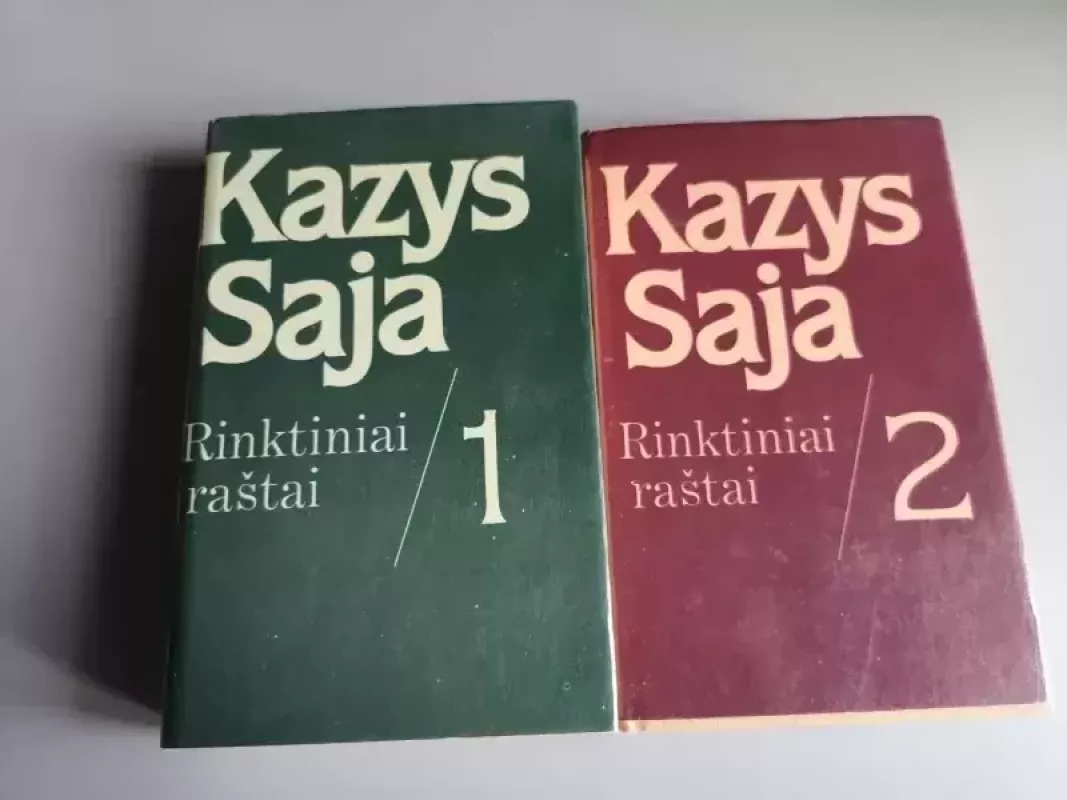 Kazys
Saja
Rinktiniai
raštai
/1
Kazys
Saja
Rinktiniai
raštai
/2